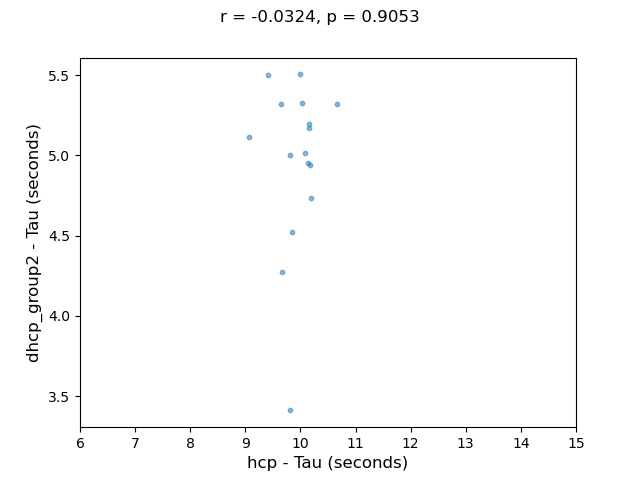 r = -0.0324, p = 0.9053
5.5
5.0
4.5
4.0
3.5
dhcp_group2 - Tau (seconds)
6 7 8 9 10 11 12 13 14 15
hcp - Tau (seconds)